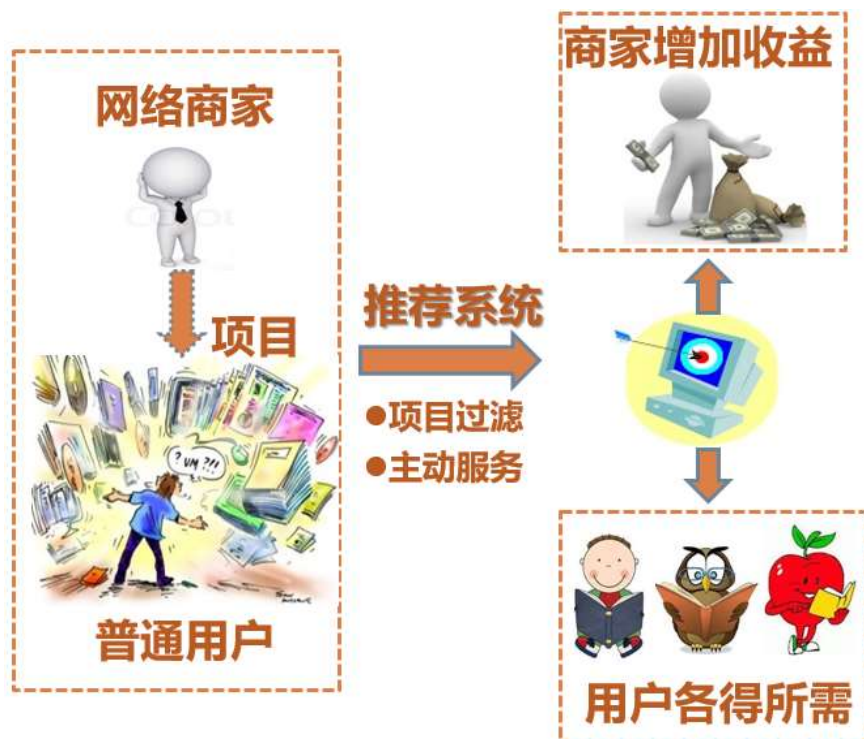 网络商家
项目
? UM ?!!
普通用户
推荐系统
●项目过滤
●主动服务
商家增加收益
用户各得所需